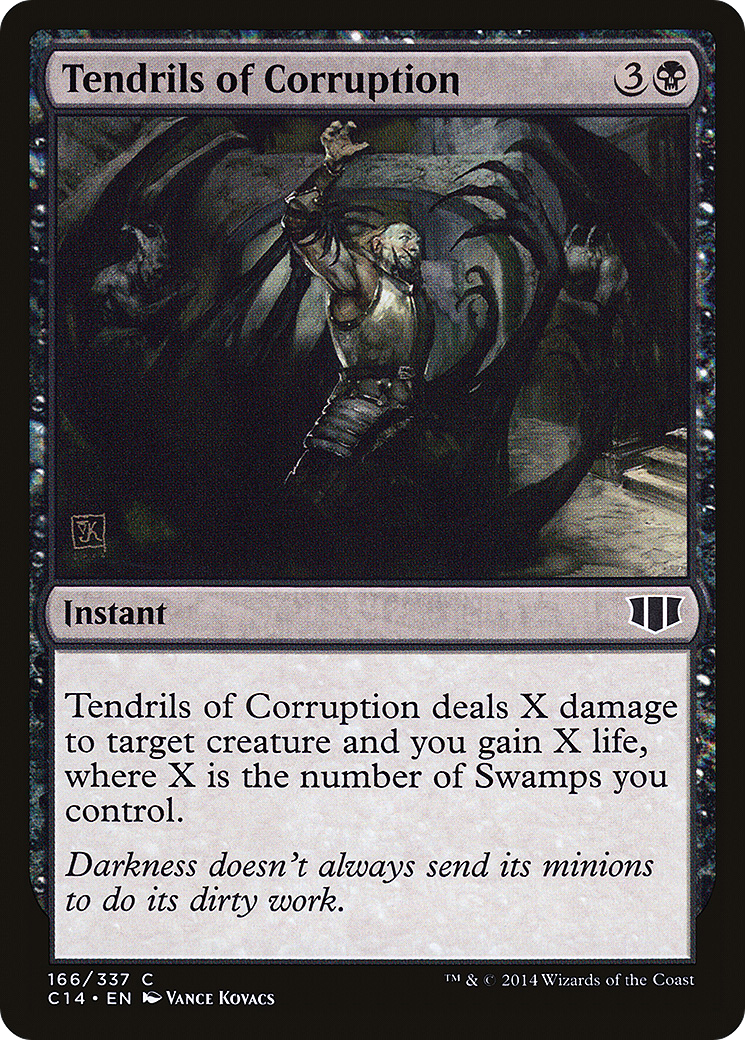 Tendrils of Corruption 3
Instant
Tendrils of Corruption deals X damage
to target creature and you gain X life,
where X is the number of Swamps you
control.
Darkness doesn't always send its minions
to do its dirty work.
166/337 C
™ & © 2014 Wizards of the Coast
C14 • EN Vance Kovacs